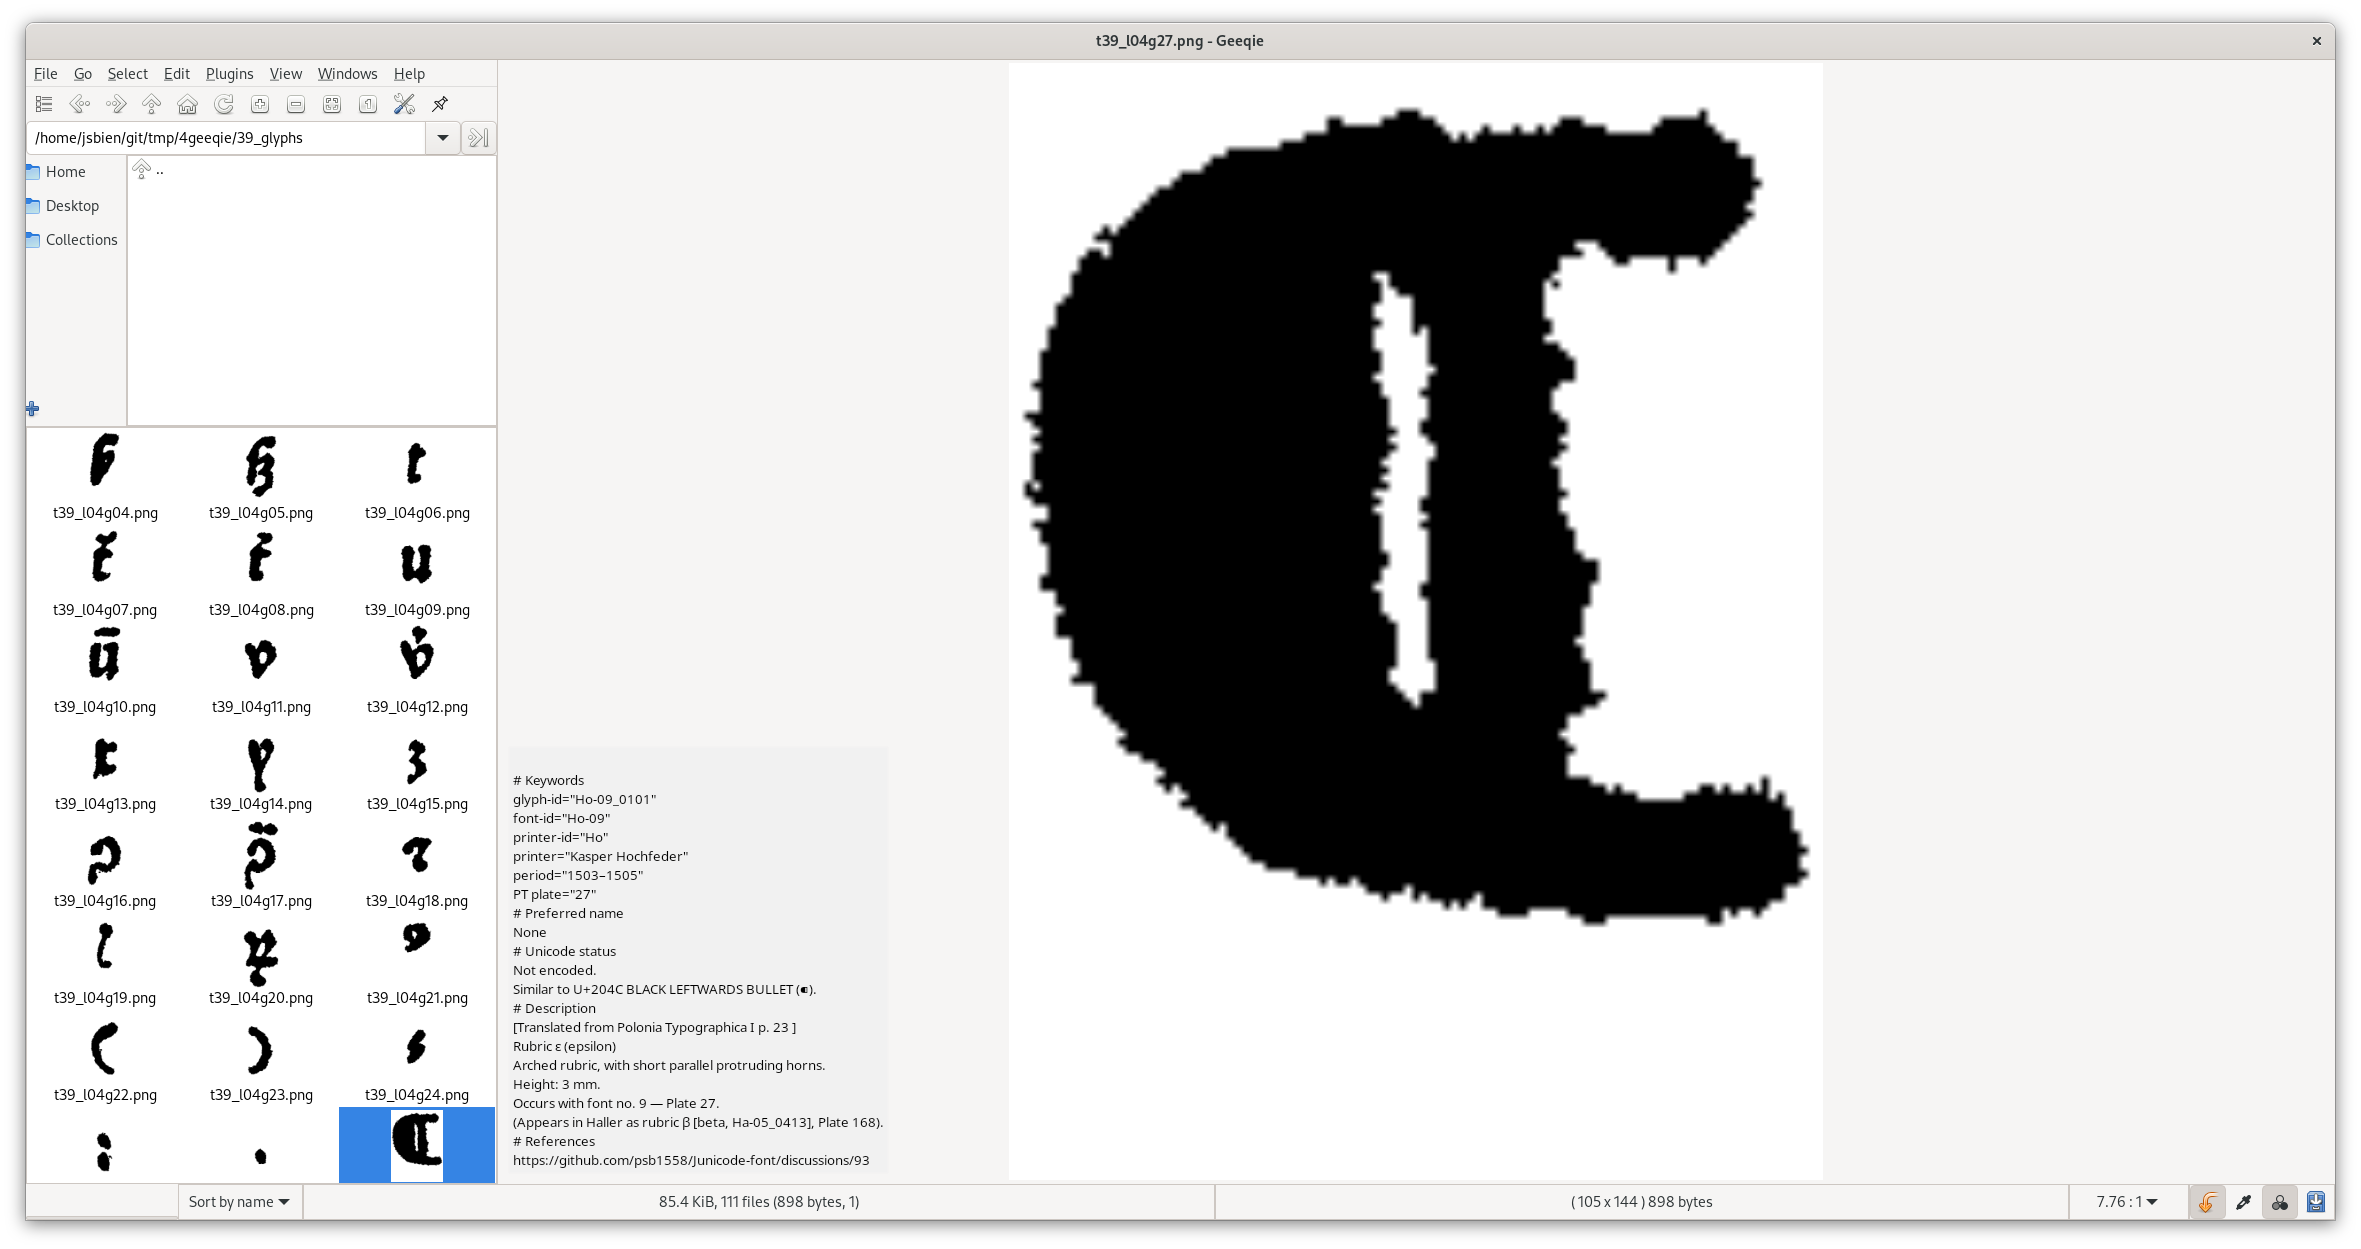 t39_l04g27.png - Geeqie
File Go Select Edit Plugins View Windows Help
/home/jsbien/git/tmp/4geeqie/39_glyphs
Home
Desktop
Collections
..
t39_l04g04.png t39_l04g05.png t39_l04g06.png
t39_l04g07.png t39_l04g08.png t39_l04g09.png
t39_l04g10.png t39_l04g11.png t39_l04g12.png
t39_l04g13.png t39_l04g14.png t39_l04g15.png
t39_l04g16.png t39_l04g17.png t39_l04g18.png
t39_l04g19.png t39_l04g20.png t39_l04g21.png
t39_l04g22.png t39_l04g23.png t39_l04g24.png
# Keywords
glyph-id="Ho-09_0101"
font-id="Ho-09"
printer-id="Ho"
printer="Kasper Hochfeder"
period="1503–1505"
PT plate="27"
# Preferred name
None
# Unicode status
Not encoded.
Similar to U+204C BLACK LEFTWARDS BULLET (⁌).
# Description
[Translated from Polonia Typographica I p. 23 ]
Rubric ε (epsilon)
Arched rubric, with short parallel protruding horns.
Height: 3 mm.
Occurs with font no. 9 — Plate 27.
(Appears in Haller as rubric β [beta, Ha-05_0413], Plate 168).
# References
https://github.com/psb1558/Junicode-font/discussions/93
Sort by name 85.4 KiB, 111 files (898 bytes, 1) ( 105 x 144 ) 898 bytes 7.76 : 1